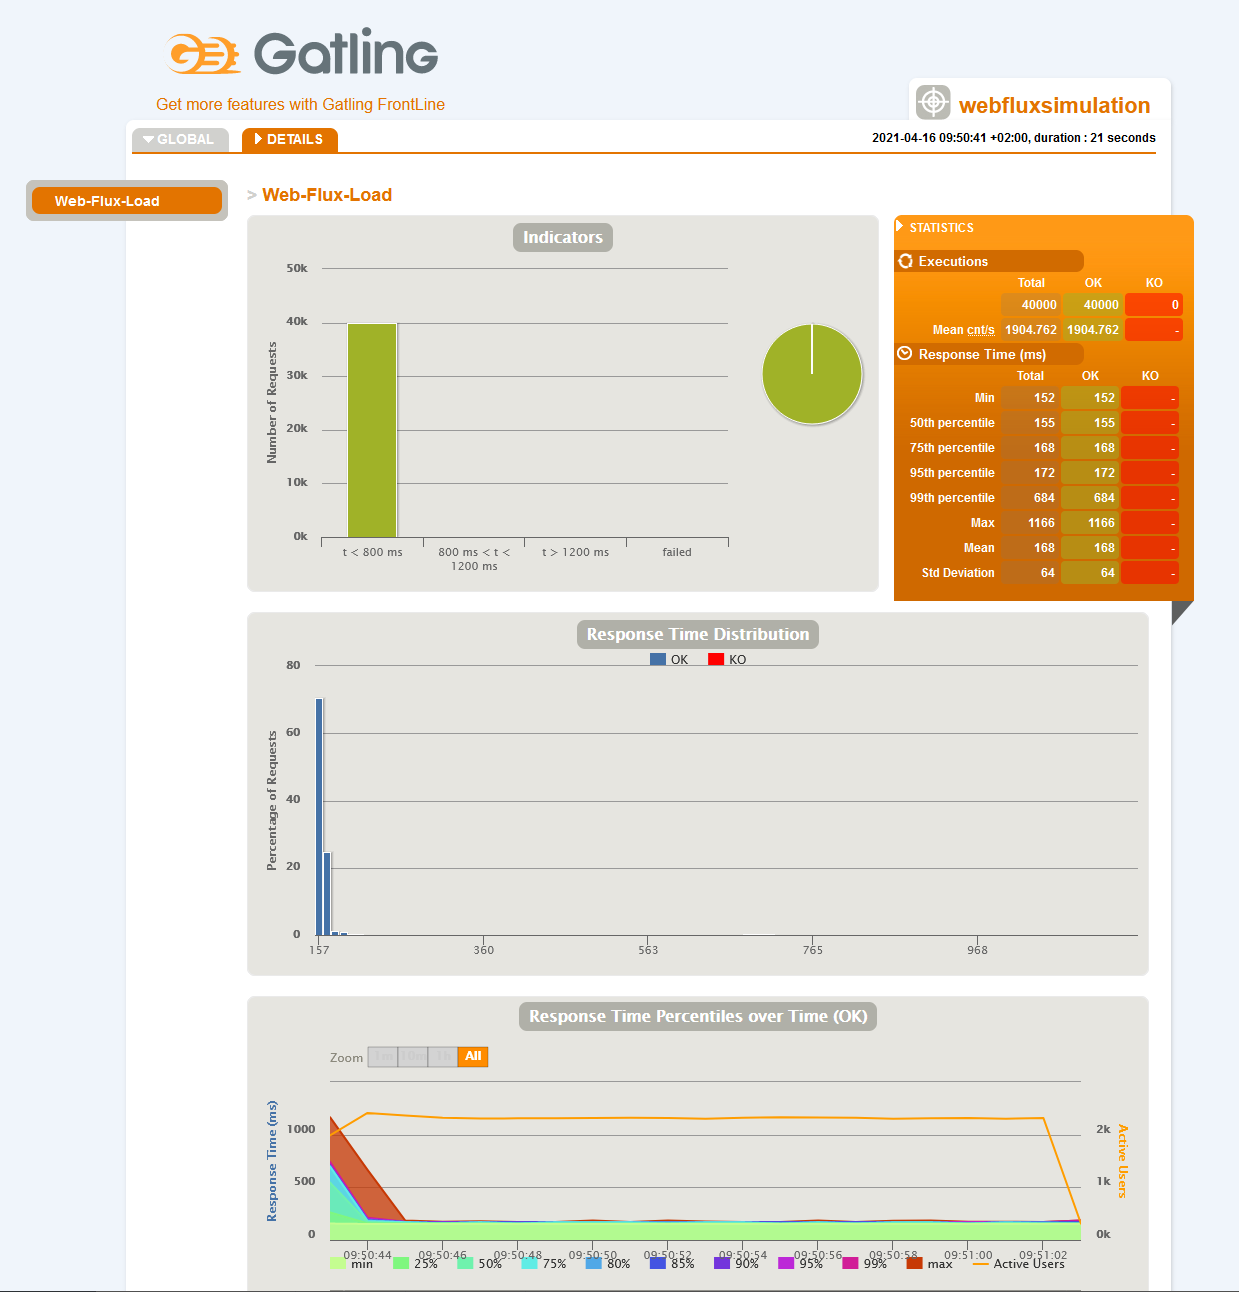 Gatling
Get more features with Gatling FrontLine
webfluxsimulation
GLOBAL
DETAILS
2021-04-16 09:50:41 +02:00, duration : 21 seconds
Web-Flux-Load
> Web-Flux-Load
Indicators
50k
40k
30k
20k
10k
0k
Number of Requests
t < 800 ms
800 ms < t <
1200 ms
t > 1200 ms
failed
STATISTICS
Executions
Total OK KO
40000 40000 0
Mean cnt/s 1904.762 1904.762 -
Response Time (ms)
Total OK KO
Min 152 152 -
50th percentile 155 155 -
75th percentile 168 168 -
95th percentile 172 172 -
99th percentile 684 684 -
Max 1166 1166 -
Mean 168 168 -
Std Deviation 64 64 -
Response Time Distribution
OK KO
80
60
40
20
0
Percentage of Requests
157 360 563 765 968
Response Time Percentiles over Time (OK)
Zoom 1m 10m 1h All
Response Time (ms)
1000
500
0
2k
1k
0k
Active Users
09:50:44 09:50:46 09:50:48 09:50:50 09:50:52 09:50:54 09:50:56 09:50:58 09:51:00 09:51:02
min 25% 50% 75% 80% 85% 90% 95% 99% max Active Users